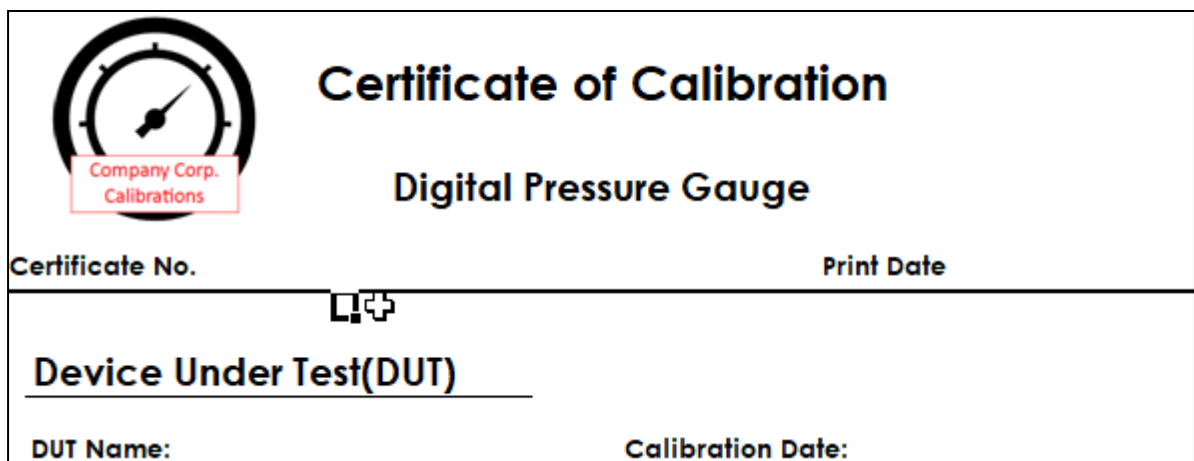 Certificate of Calibration
Company Corp.
Calibrations
Digital Pressure Gauge
Certificate No. Print Date
Device Under Test(DUT)
DUT Name: Calibration Date: